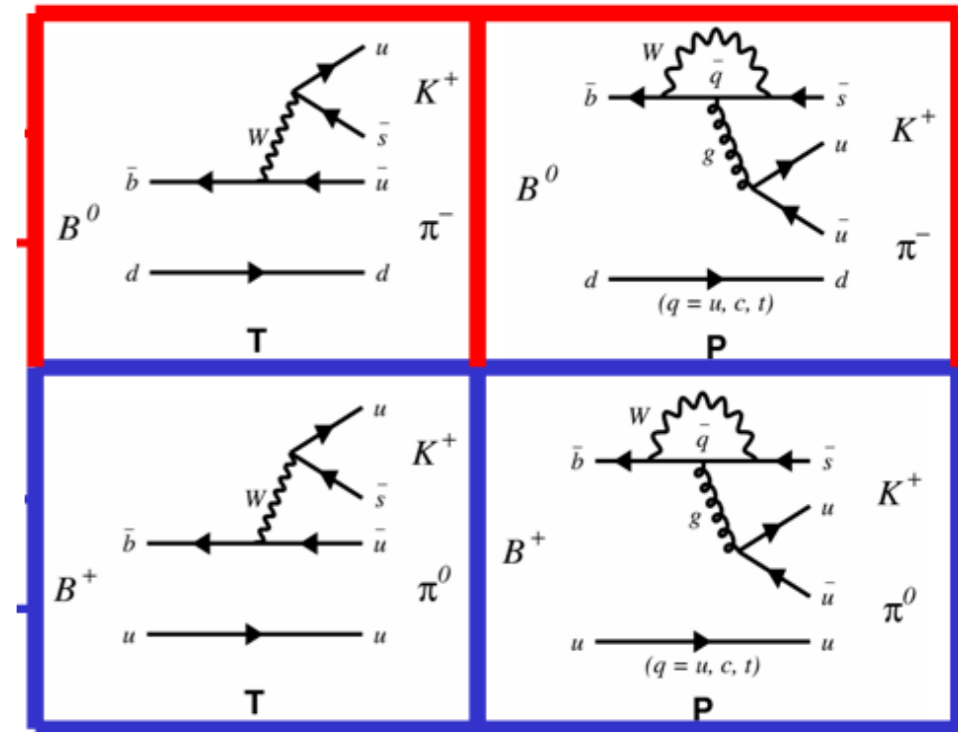 u
K⁺
W
s̄
b̄
ū
B⁰
π⁻
d
d
T
W
q̄
b̄
s̄
K⁺
u
g
B⁰
ū
π⁻
d
d
(q = u, c, t)
P
u
K⁺
W
s̄
b̄
ū
B⁺
π⁰
u
u
T
W
q̄
b̄
s̄
K⁺
u
g
B⁺
ū
π⁰
u
u
(q = u, c, t)
P